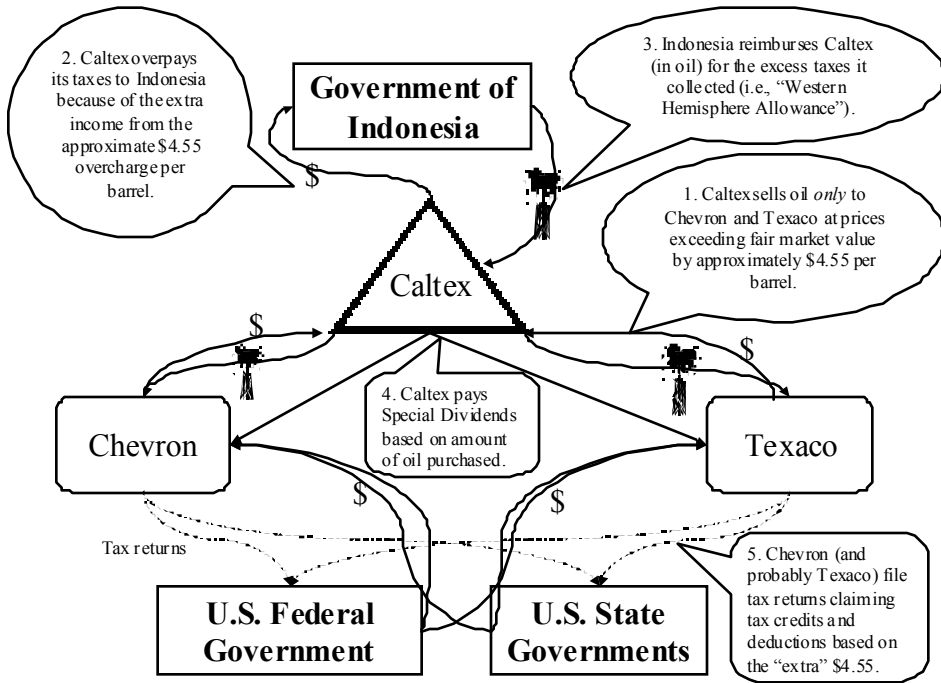 2. Caltex overpays
its taxes to Indonesia
because of the extra
income from the
approximate $4.55
overcharge per
barrel.
Government of
Indonesia
3. Indonesia reimburses Caltex
(in oil) for the excess taxes it
collected (i.e., “Western
Hemisphere Allowance”).
$
1. Caltex sells oil only to
Chevron and Texaco at prices
exceeding fair market value
by approximately $4.55 per
barrel.
Caltex
$
$
4. Caltex pays
Special Dividends
based on amount
of oil purchased.
Chevron
Texaco
$
$
Tax returns
5. Chevron (and
probably Texaco) file
tax returns claiming
tax credits and
deductions based on
the “extra” $4.55.
U.S. Federal
Government
U.S. State
Governments